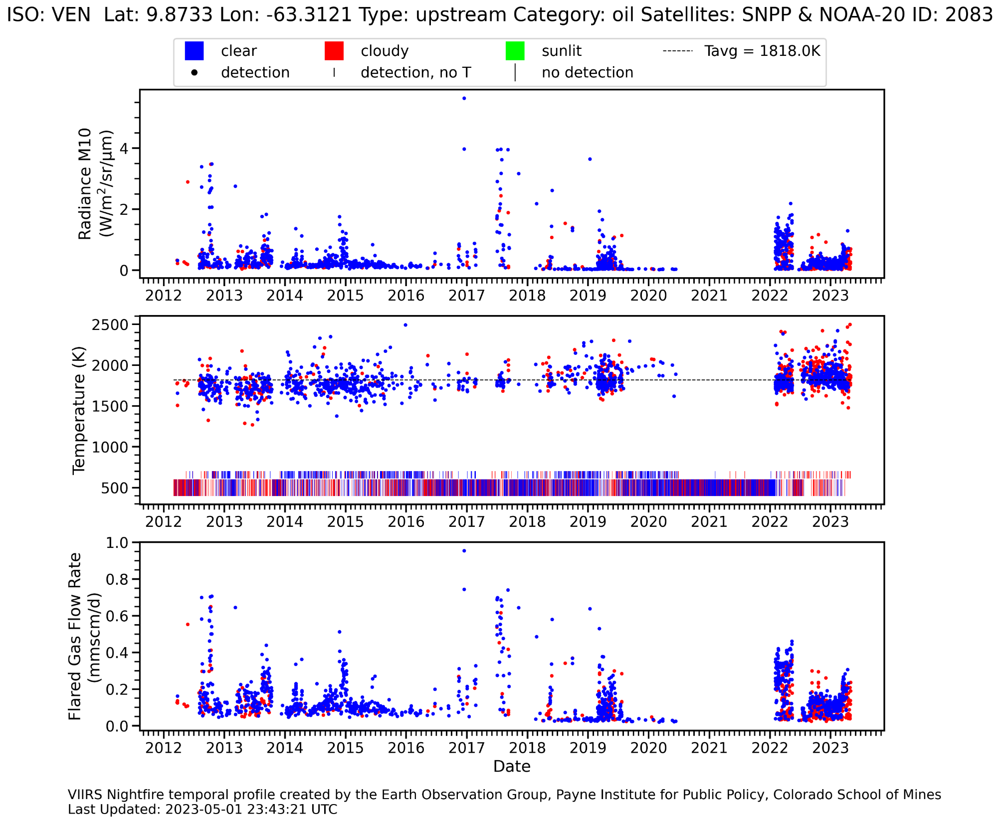 ISO: VEN  Lat: 9.8733 Lon: -63.3121 Type: upstream Category: oil Satellites: SNPP & NOAA-20 ID: 2083
clear cloudy sunlit Tavg = 1818.0K
detection detection, no T no detection
Radiance M10
(W/m²/sr/μm)
4
2
0
2012 2013 2014 2015 2016 2017 2018 2019 2020 2021 2022 2023
Temperature (K)
2500
2000
1500
1000
500
2012 2013 2014 2015 2016 2017 2018 2019 2020 2021 2022 2023
Flared Gas Flow Rate
(mmscm/d)
1.0
0.8
0.6
0.4
0.2
0.0
2012 2013 2014 2015 2016 2017 2018 2019 2020 2021 2022 2023
Date
VIIRS Nightfire temporal profile created by the Earth Observation Group, Payne Institute for Public Policy, Colorado School of Mines
Last Updated: 2023-05-01 23:43:21 UTC